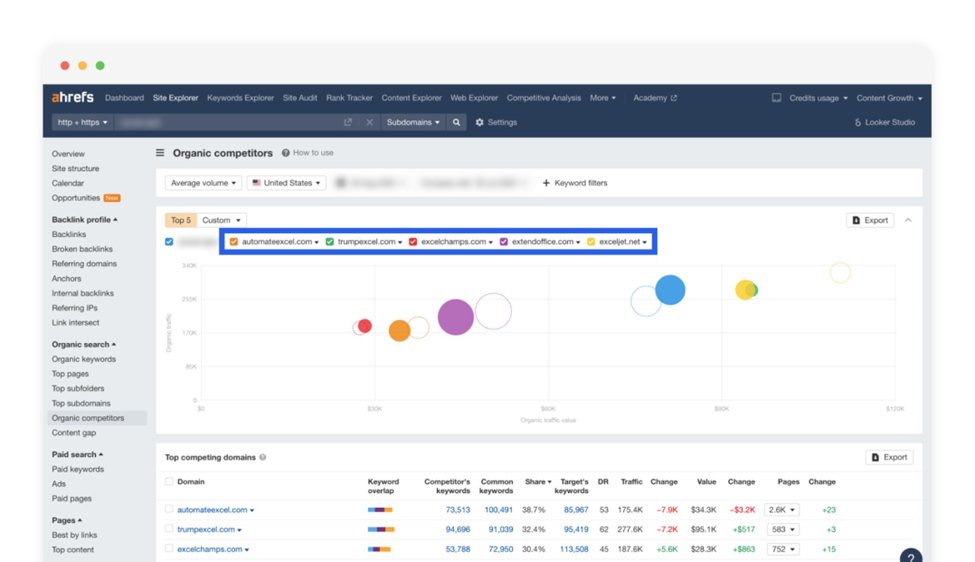 ahrefs Dashboard Site Explorer Keywords Explorer Site Audit Rank Tracker Content Explorer Web Explorer Competitive Analysis More Academy Credits usage Content Growth
http + https Subdomains Settings Looker Studio
Overview
Site structure
Calendar
Opportunities New
Backlink profile
Backlinks
Broken backlinks
Referring domains
Anchors
Internal backlinks
Referring IPs
Link intersect
Organic search
Organic keywords
Top pages
Top subfolders
Top subdomains
Organic competitors
Content gap
Paid search
Paid keywords
Ads
Paid pages
Pages
Best by links
Top content
Organic competitors ? How to use
Average volume United States + Keyword filters
Top 5 Custom Export
automateexcel.com trumpexcel.com excelchamps.com extendoffice.com exceljet.net
340K
255K
170K
85K
0
Organic traffic
$0 $30K $60K $90K $120K
Organic traffic value
Top competing domains ? Export
Domain Keyword overlap Competitor's keywords Common keywords Share Target's keywords DR Traffic Change Value Change Pages Change
automateexcel.com 73,513 100,491 38.7% 85,967 53 175.4K −7.9K $34.3K −$3.2K 2.6K +23
trumpexcel.com 94,696 91,039 32.4% 95,419 62 277.6K −7.2K $95.1K +$517 583 +3
excelchamps.com 53,788 72,950 30.4% 113,508 45 187.6K +5.6K $28.3K +$863 752 +15
?